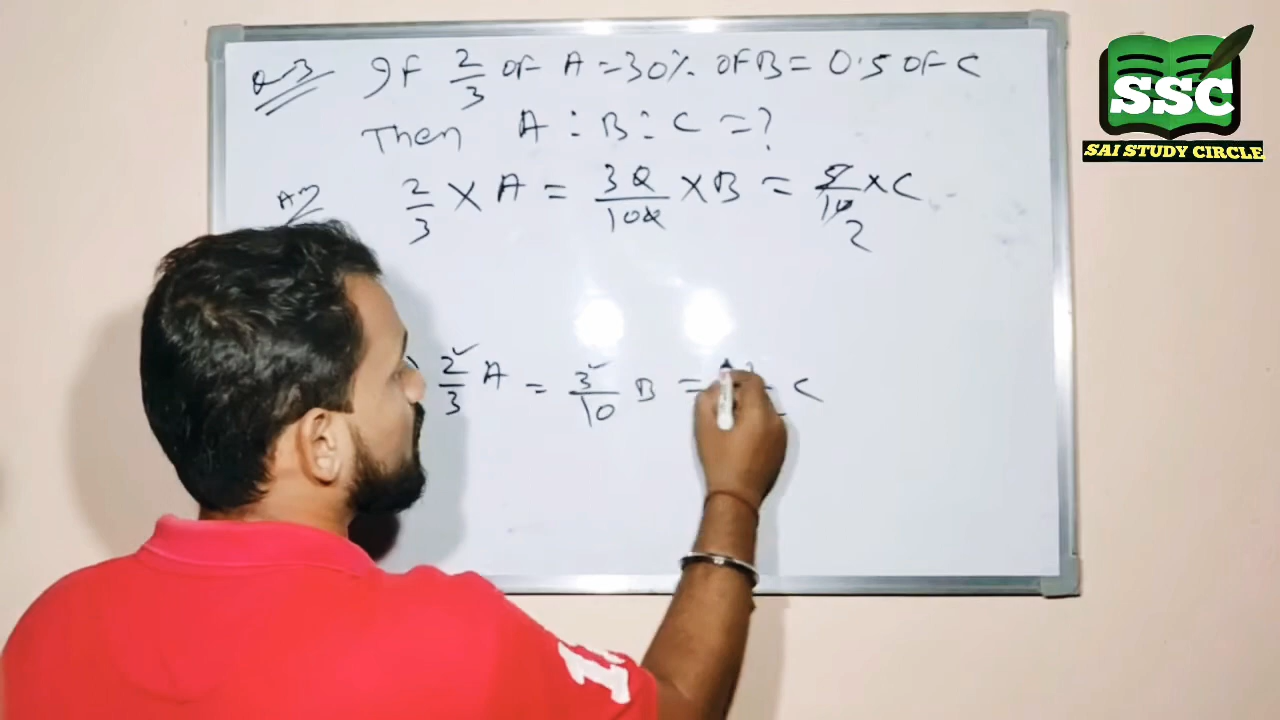 Q-3 If 2/3 OF A = 30% OF B = 0.5 OF C
Then A : B : C = ?
Ans 2/3 × A = 30/100 × B = 5/10 × C
2
2/3 A = 3/10 B = C
SSC
SAI STUDY CIRCLE